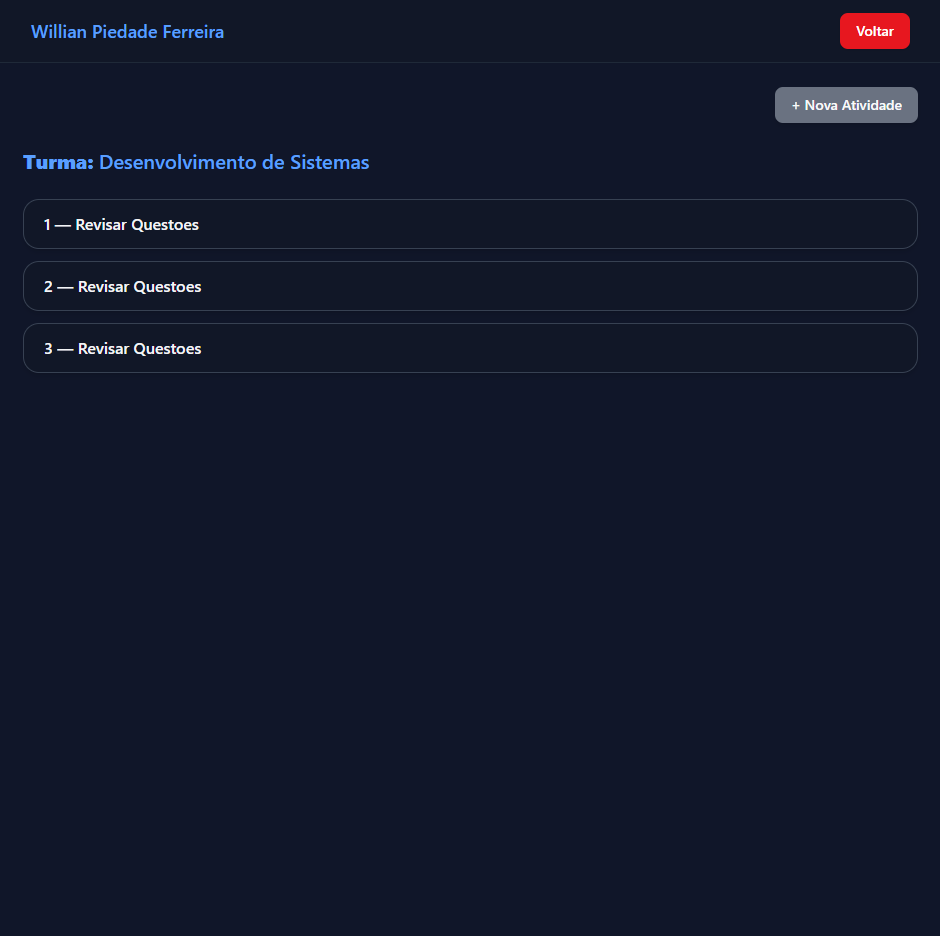 Willian Piedade Ferreira
Voltar
+ Nova Atividade
Turma: Desenvolvimento de Sistemas
1 — Revisar Questoes
2 — Revisar Questoes
3 — Revisar Questoes